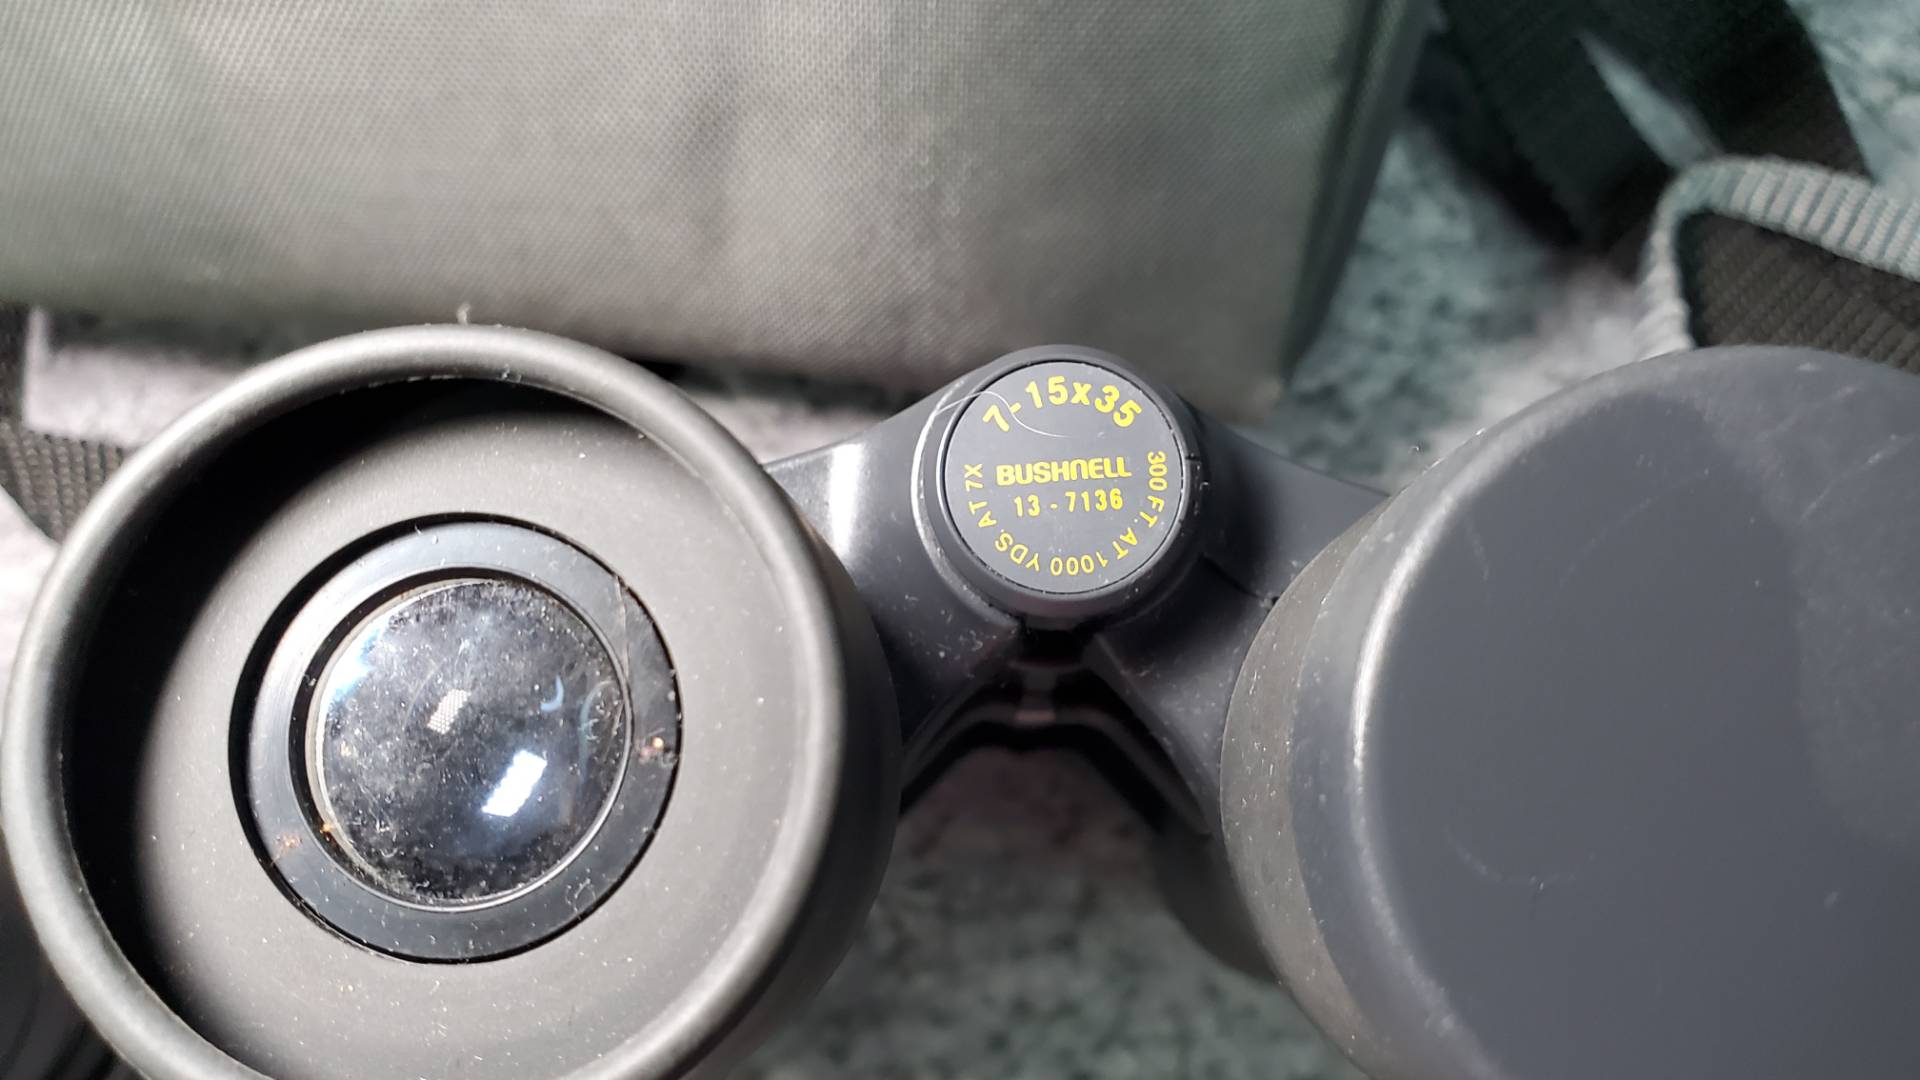 7-15x35
BUSHNELL
13-7136
300 FT. AT 1000 YDS. AT 7X